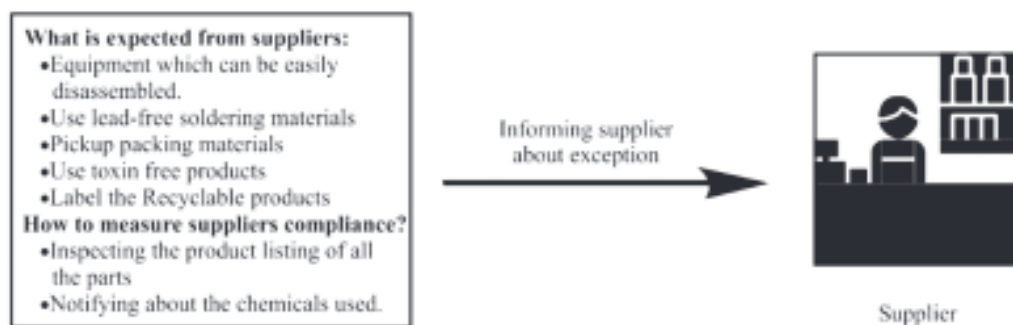 What is expected from suppliers:
•Equipment which can be easily
disassembled.
•Use lead-free soldering materials
•Pickup packing materials
•Use toxin free products
•Label the Recyclable products
How to measure suppliers compliance?
•Inspecting the product listing of all
the parts
•Notifying about the chemicals used.
Informing supplier
about exception
Supplier